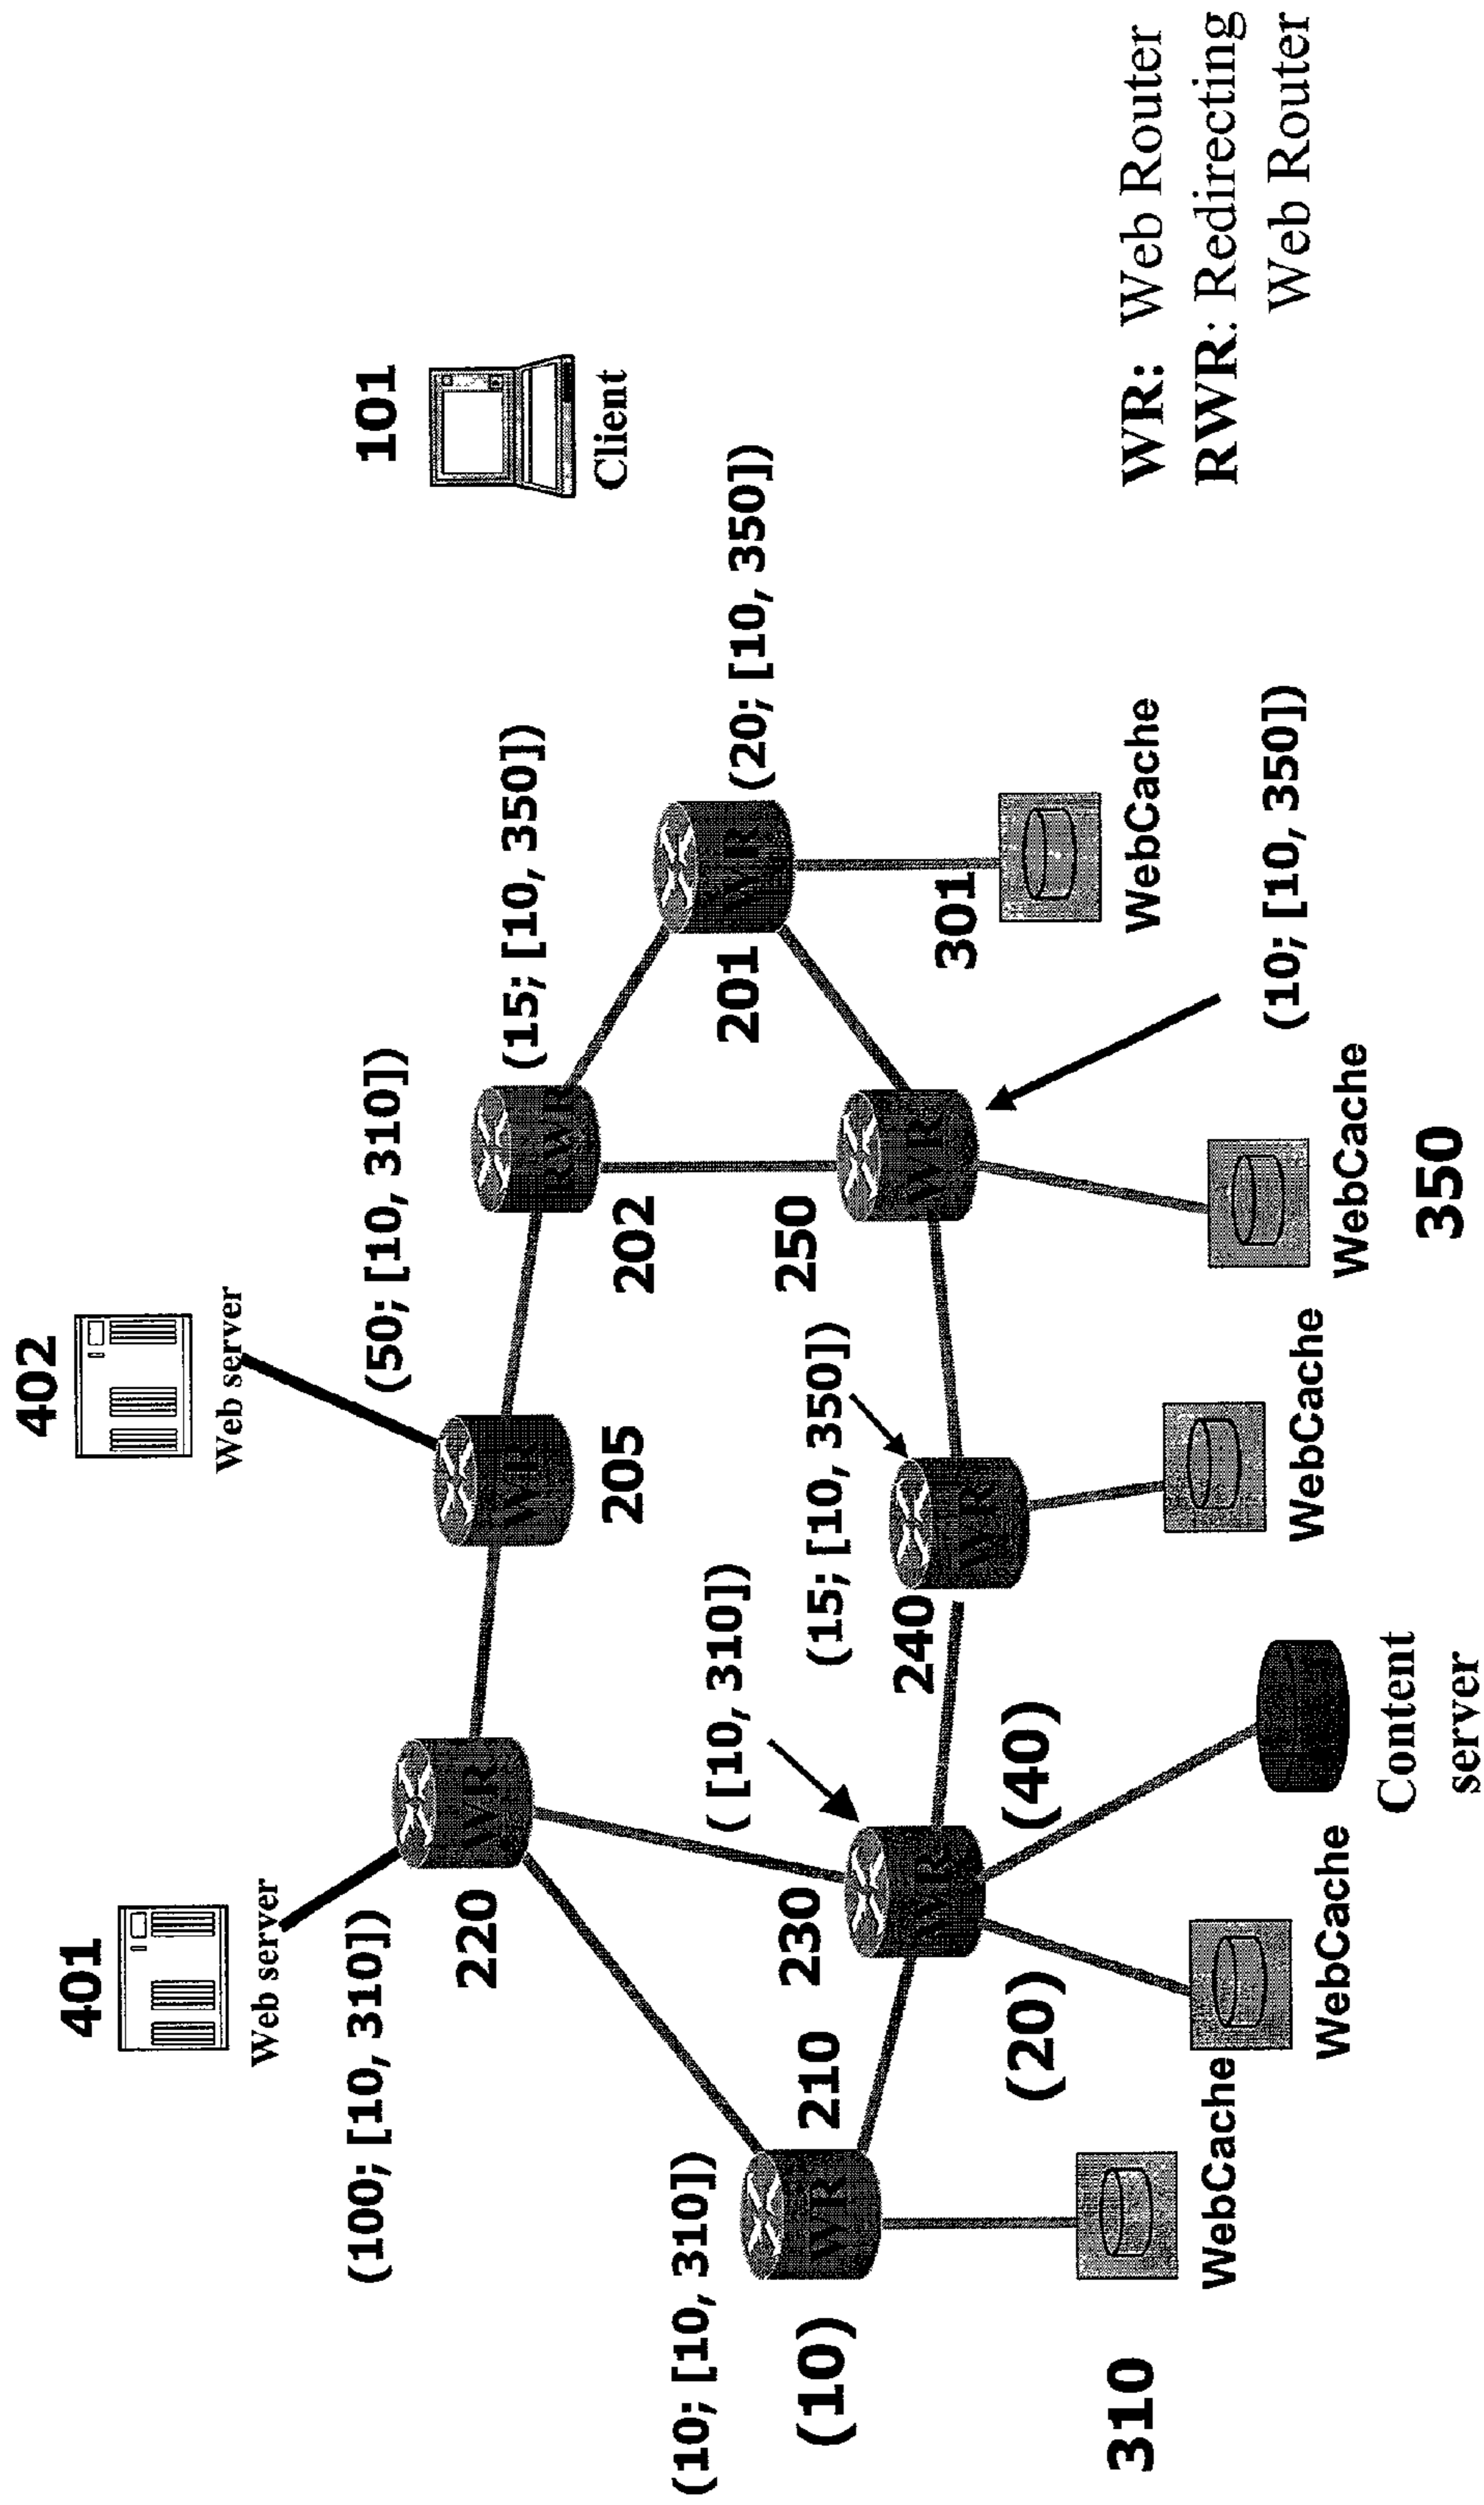 401
Web server
402
Web server
101
Client
(100; [10, 310])
(50; [10, 310])
(15; [10, 350])
WR
220
WR
205
RWR
202
(20; [10, 350])
WR
201
(10; [10, 310])
(10)
WR
210
([10, 310])
230
WR
(15; [10, 350])
240
WR
250
WR
301
WebCache
(20)
(40)
310
WebCache
WebCache
Content
server
WebCache
WebCache
350
(10; [10, 350])
WR: Web Router
RWR: Redirecting
Web Router